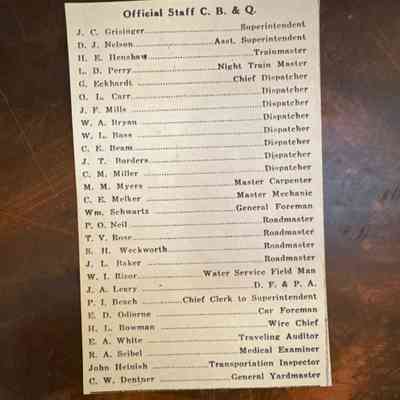 Official Staff C. B. & Q.
J. C. Grisinger Superintendent
D. J. Nelson Asst. Superintendent
H. E. Henshaw Trainmaster
L. D. Perry Night Train Master
G. Eckhardt Chief Dispatcher
O. L. Carr Dispatcher
J. F. Mills Dispatcher
W. A. Bryan Dispatcher
W. L. Bass Dispatcher
C. E. Beam Dispatcher
J. T. Borders Dispatcher
C. M. Miller Dispatcher
M. M. Myers Master Carpenter
C. E. Melker Master Mechanic
Wm. Schwartz General Foreman
P. O. Neil Roadmaster
T. V. Rose Roadmaster
S. H. Weckworth Roadmaster
J. L. Baker Roadmaster
W. I. Rizor Water Service Field Man
J. A. Leary D. F. & P. A.
P. I. Beach Chief Clerk to Superintendent
E. D. Odiorne Car Foreman
H. L. Bowman Wire Chief
E. A. White Traveling Auditor
R. A. Seibel Medical Examiner
John Heinish Transportation Inspector
C. W. Dentner General Yardmaster